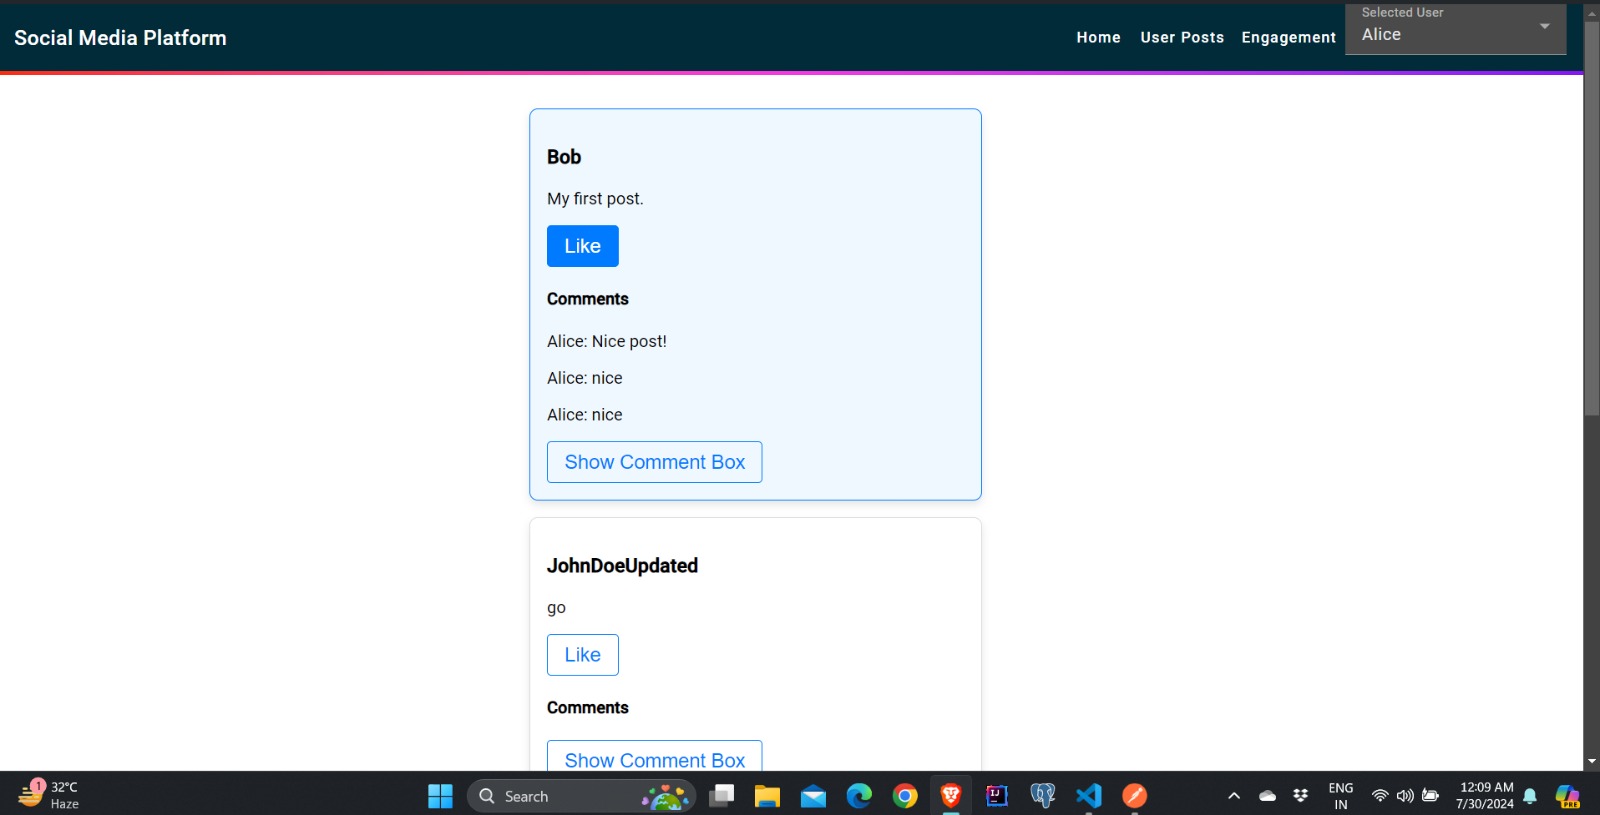 Social Media Platform
Home
User Posts
Engagement
Selected User
Alice
Bob
My first post.
Like
Comments
Alice: Nice post!
Alice: nice
Alice: nice
Show Comment Box
JohnDoeUpdated
go
Like
Comments
Show Comment Box
1
32°C
Haze
Search
IJ
PRE
ENG
IN
12:09 AM
7/30/2024